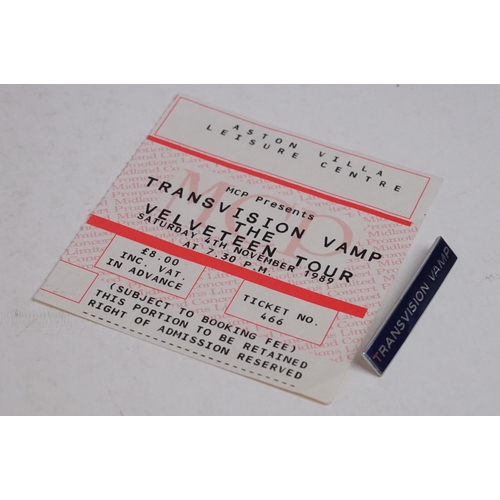 ASTON VILLA
LEISURE CENTRE
MCP
MCP Presents
TRANSVISION VAMP
THE
VELVETEEN TOUR
SATURDAY 4TH NOVEMBER 1989
AT 7.30 P.M.
£8.00
INC. VAT.
IN ADVANCE
TICKET NO.
466
(SUBJECT TO BOOKING FEE)
THIS PORTION TO BE RETAINED
RIGHT OF ADMISSION RESERVED
TRANSVISION VAMP